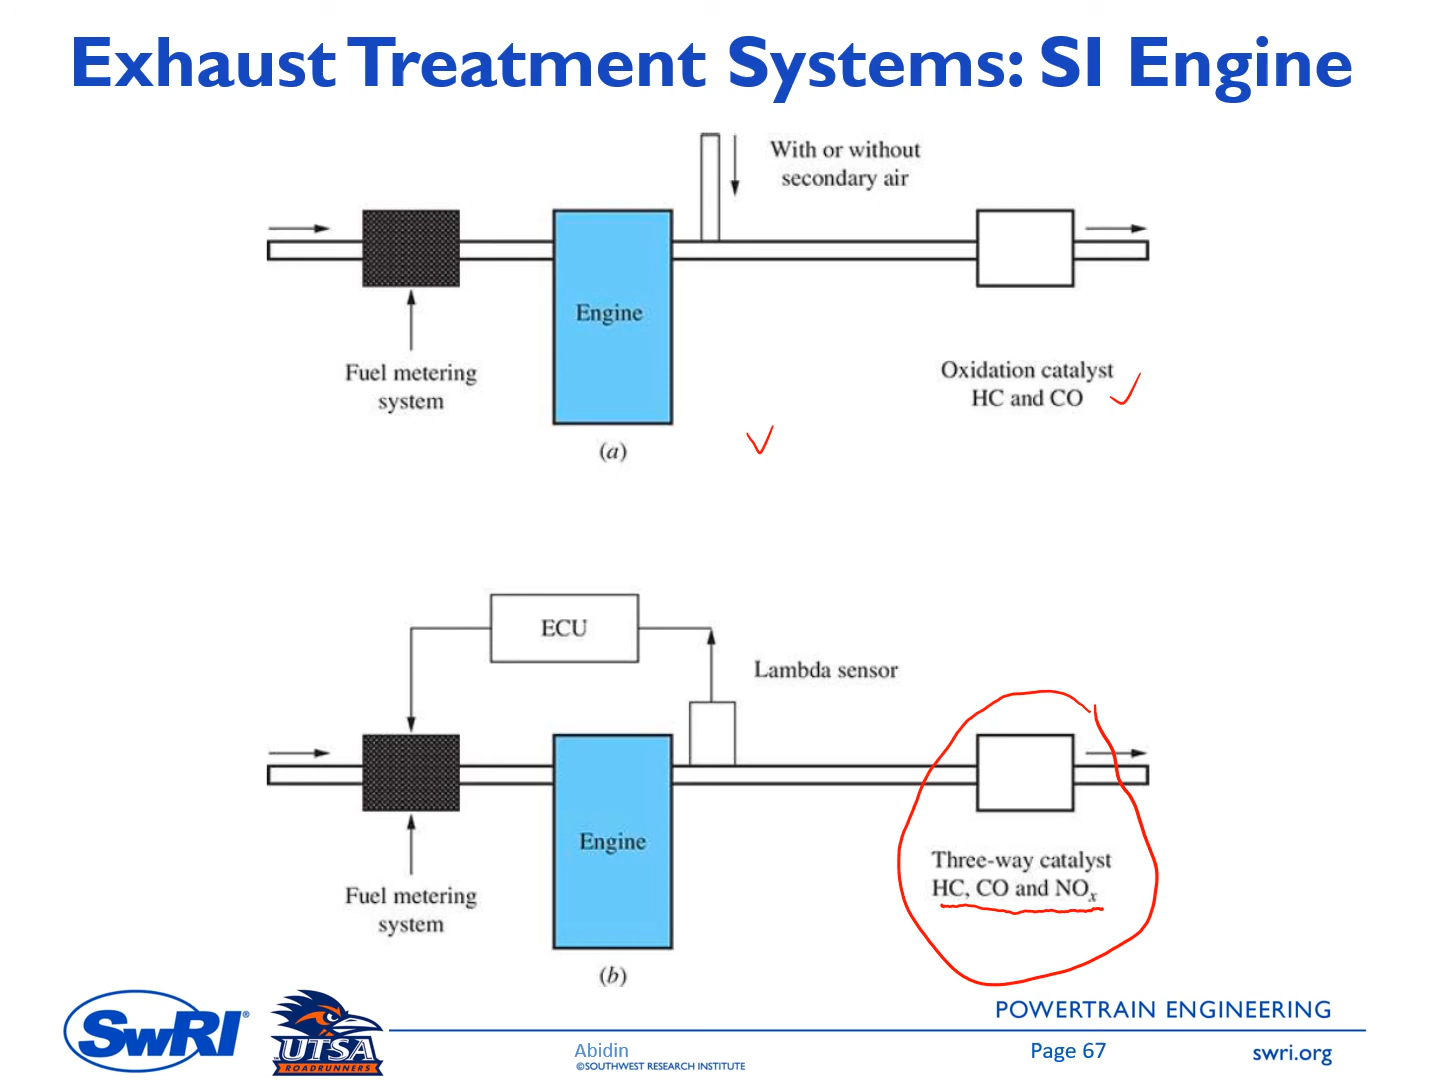 Exhaust Treatment Systems: SI Engine
With or without
secondary air
Engine
Fuel metering
system
Oxidation catalyst
HC and CO
(a)
ECU
Lambda sensor
Engine
Three-way catalyst
HC, CO and NOx
Fuel metering
system
(b)
POWERTRAIN ENGINEERING
SwRI®
UTSA
ROADRUNNERS
Abidin
©SOUTHWEST RESEARCH INSTITUTE
Page 67
swri.org